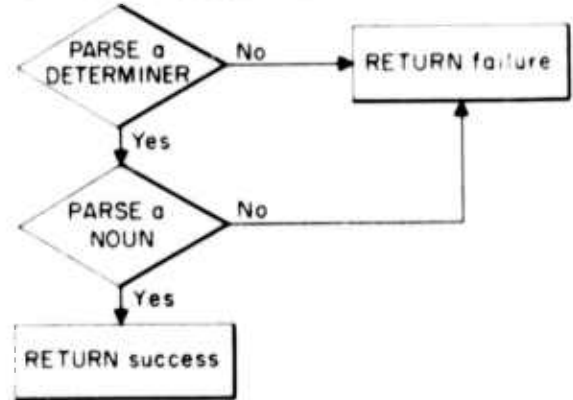 PARSE a
DETERMINER
No
RETURN failure
Yes
PARSE a
NOUN
No
Yes
RETURN success